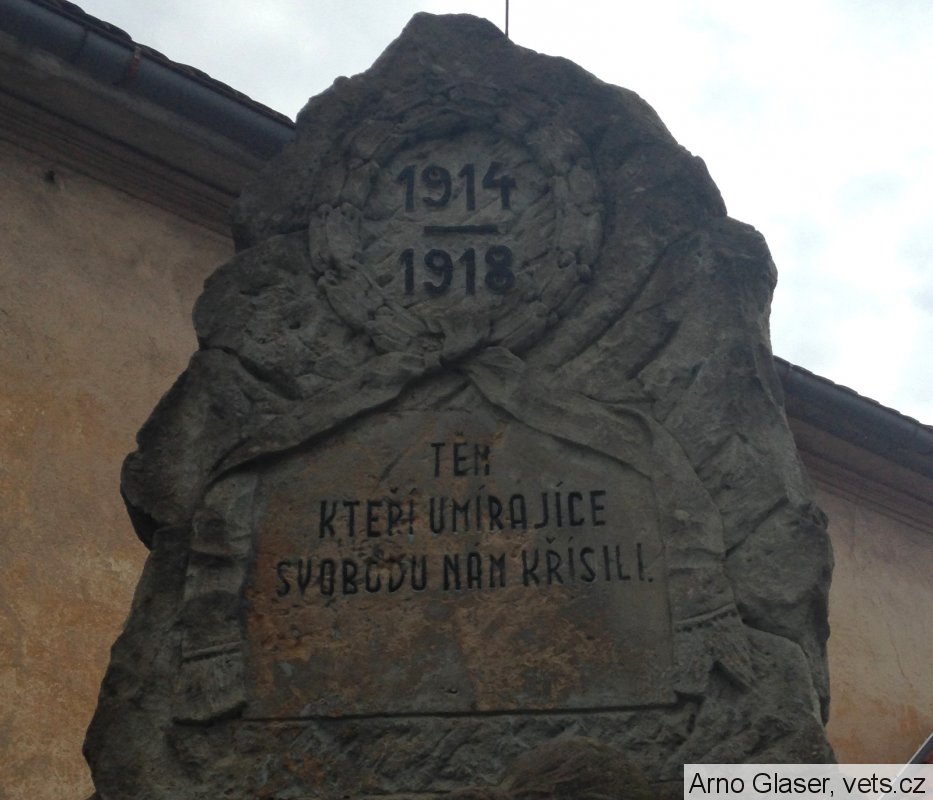 1914
1918
TĚM
KTEŘÍ UMÍRAJÍCE
SVOBODU NÁM KŘÍSILI.
Arno Glaser, vets.cz